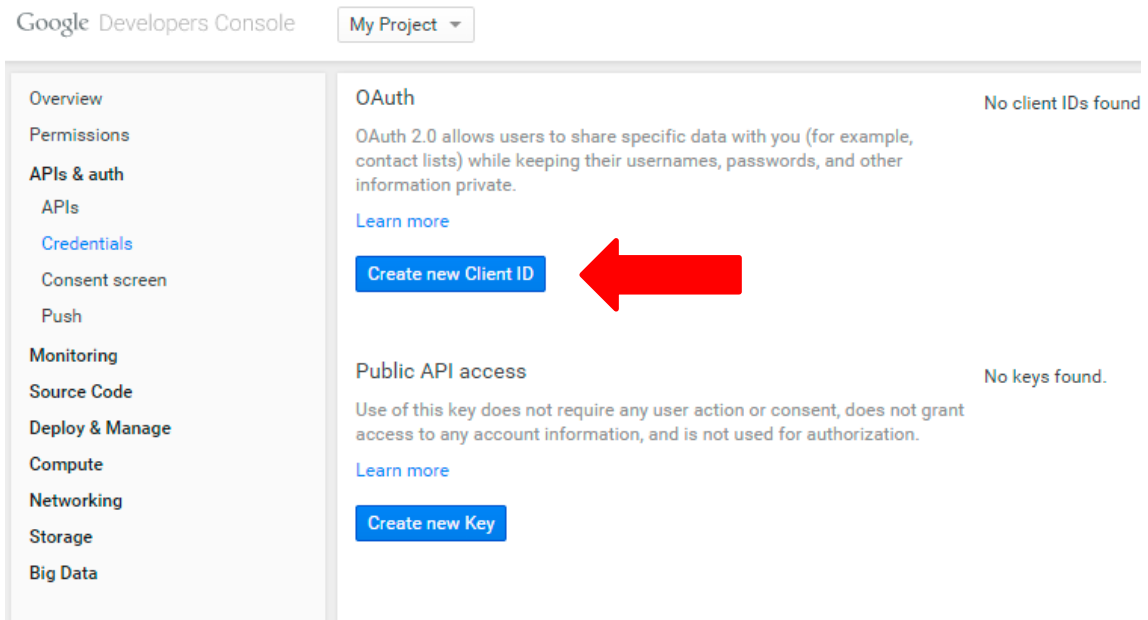 Google Developers Console
My Project
Overview
Permissions
APIs & auth
APIs
Credentials
Consent screen
Push
Monitoring
Source Code
Deploy & Manage
Compute
Networking
Storage
Big Data
OAuth
OAuth 2.0 allows users to share specific data with you (for example,
contact lists) while keeping their usernames, passwords, and other
information private.
Learn more
Create new Client ID
No client IDs found
Public API access
Use of this key does not require any user action or consent, does not grant
access to any account information, and is not used for authorization.
Learn more
Create new Key
No keys found.